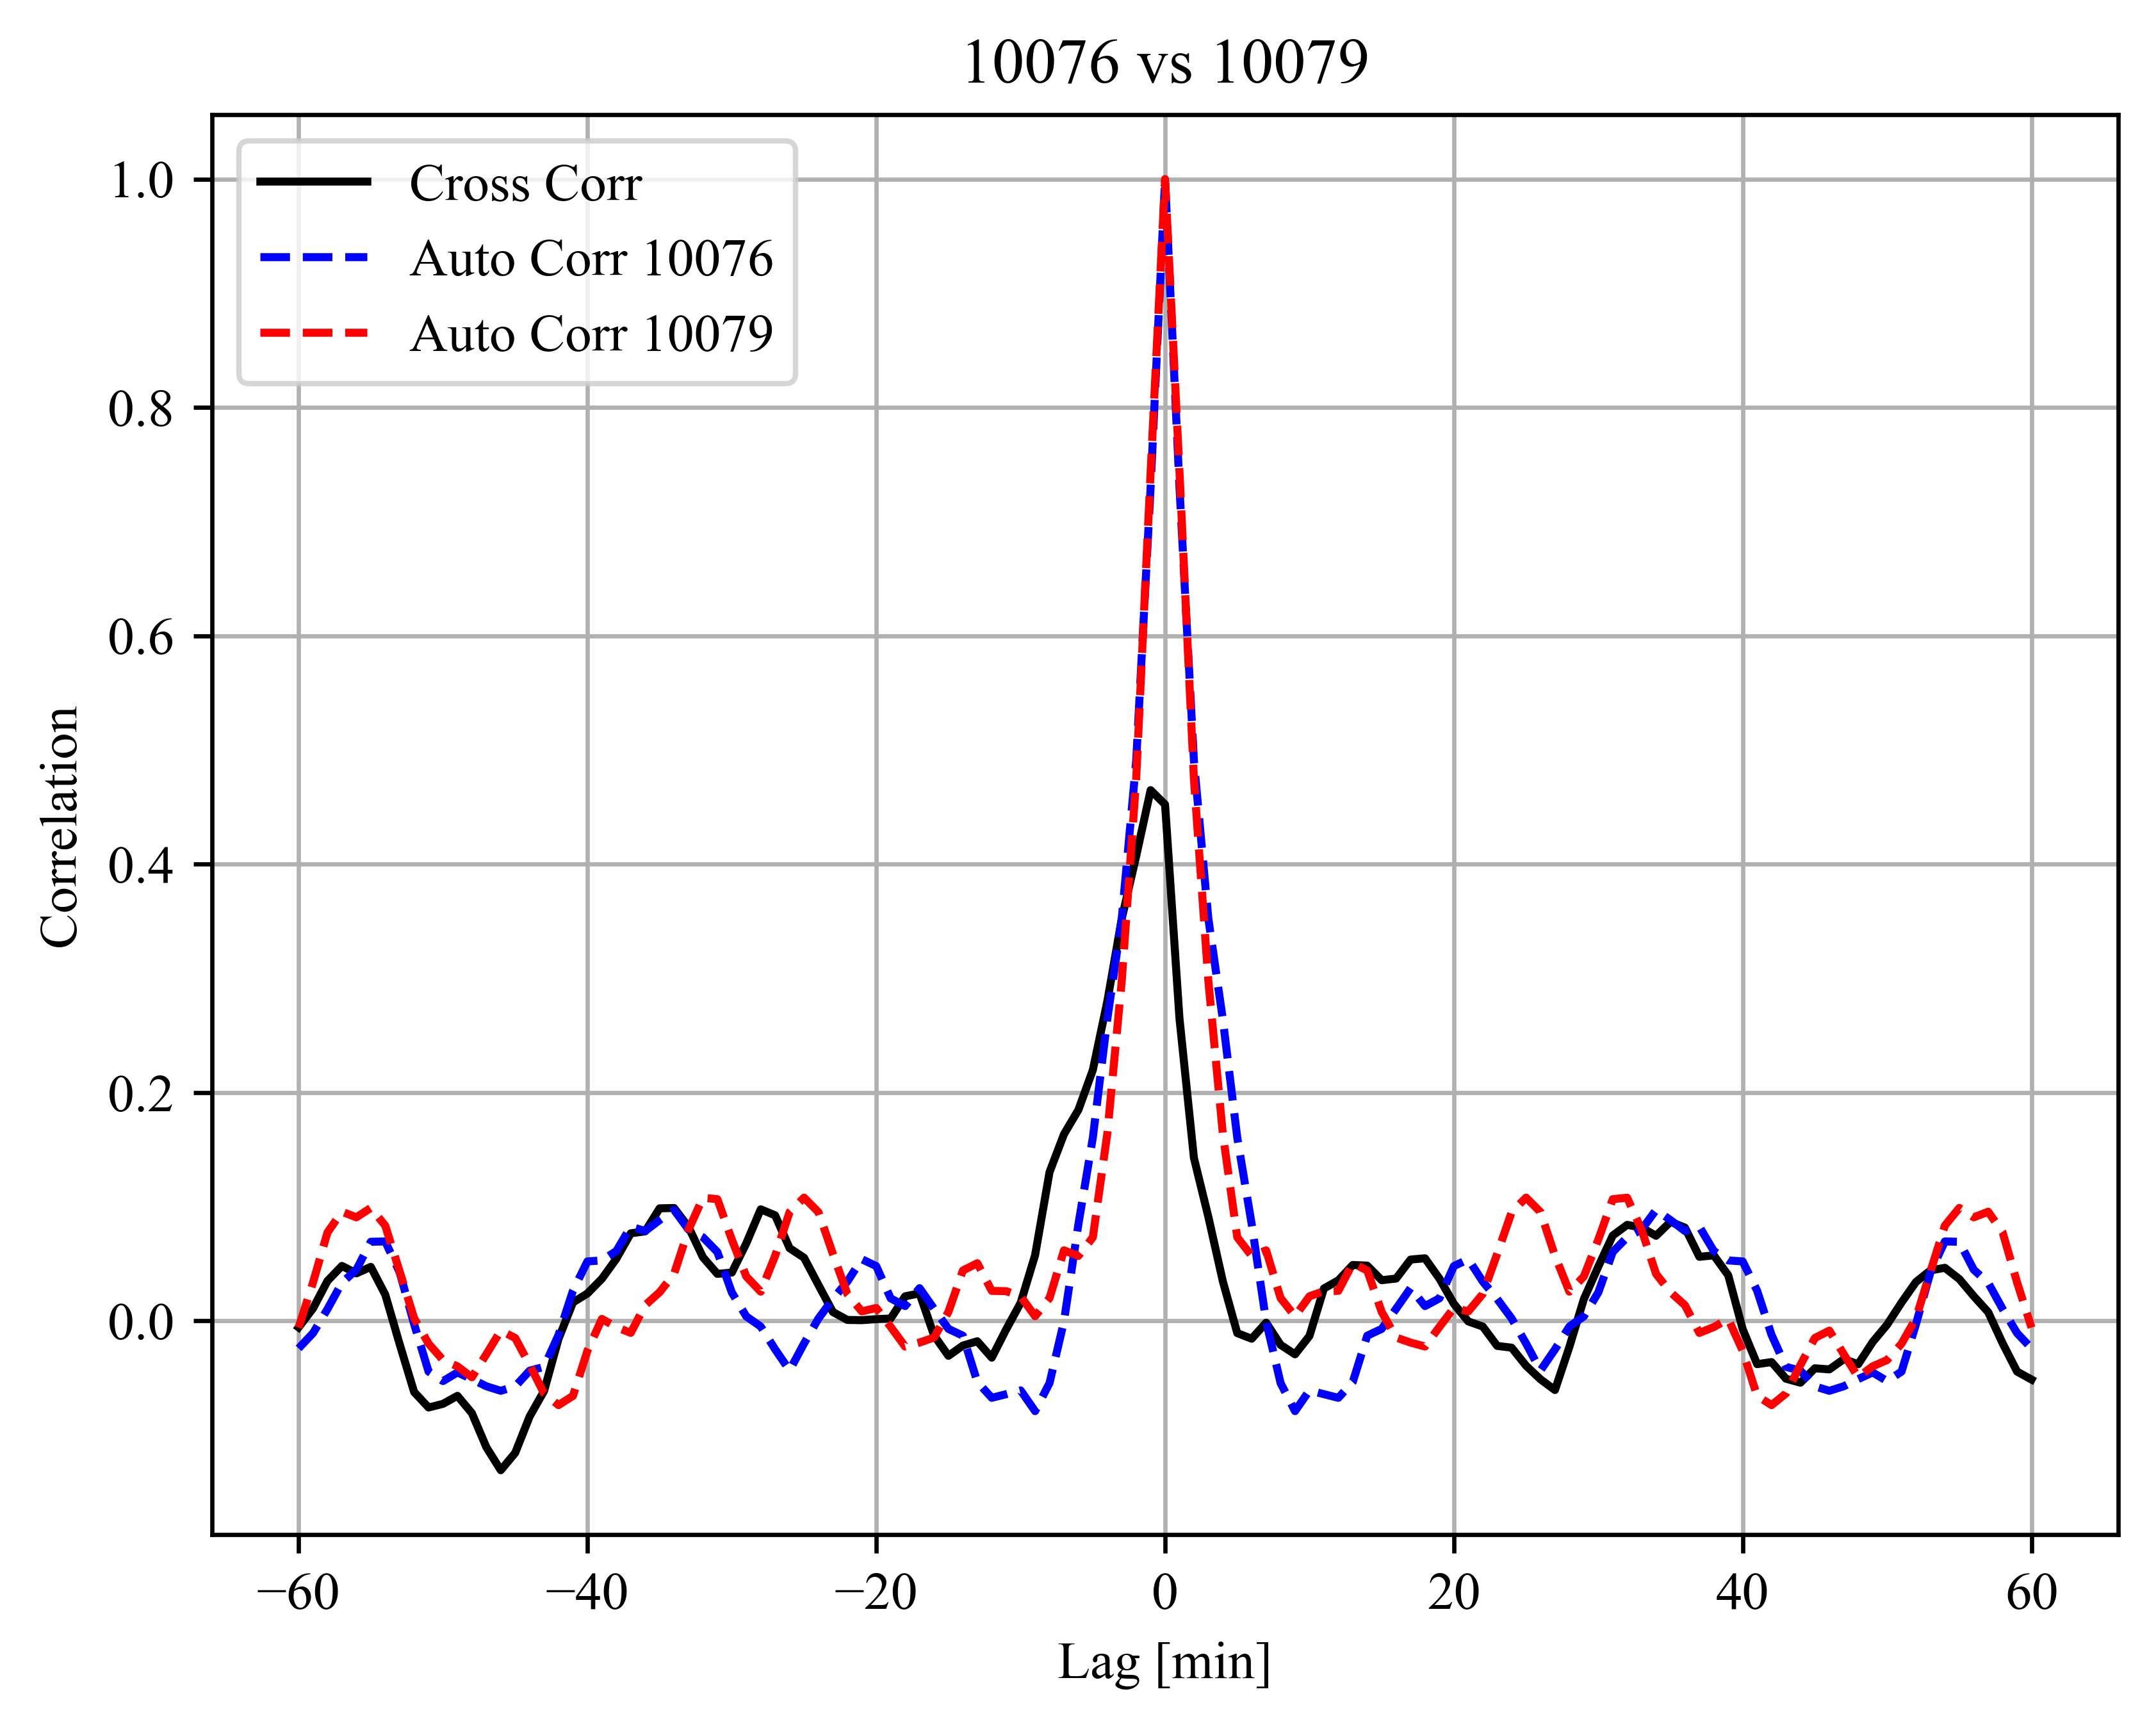 10076 vs 10079
Cross Corr
Auto Corr 10076
Auto Corr 10079
1.0
0.8
0.6
0.4
0.2
0.0
Correlation
−60
−40
−20
0
20
40
60
Lag [min]